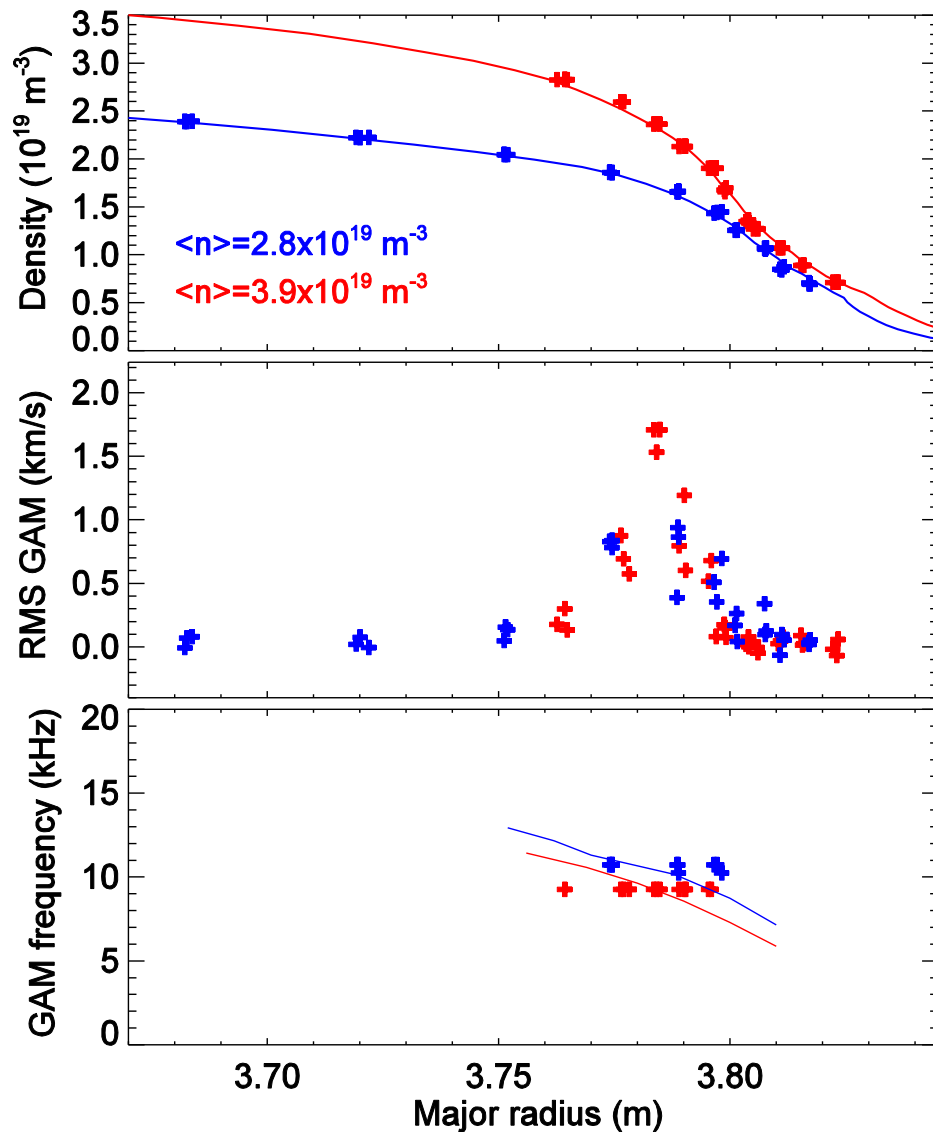 3.5
3.0
2.5
2.0
1.5
1.0
0.5
0.0
Density (10¹⁹ m⁻³)
<n>=2.8x10¹⁹ m⁻³
<n>=3.9x10¹⁹ m⁻³
2.0
1.5
1.0
0.5
0.0
RMS GAM (km/s)
20
15
10
5
0
GAM frequency (kHz)
3.70 3.75 3.80
Major radius (m)